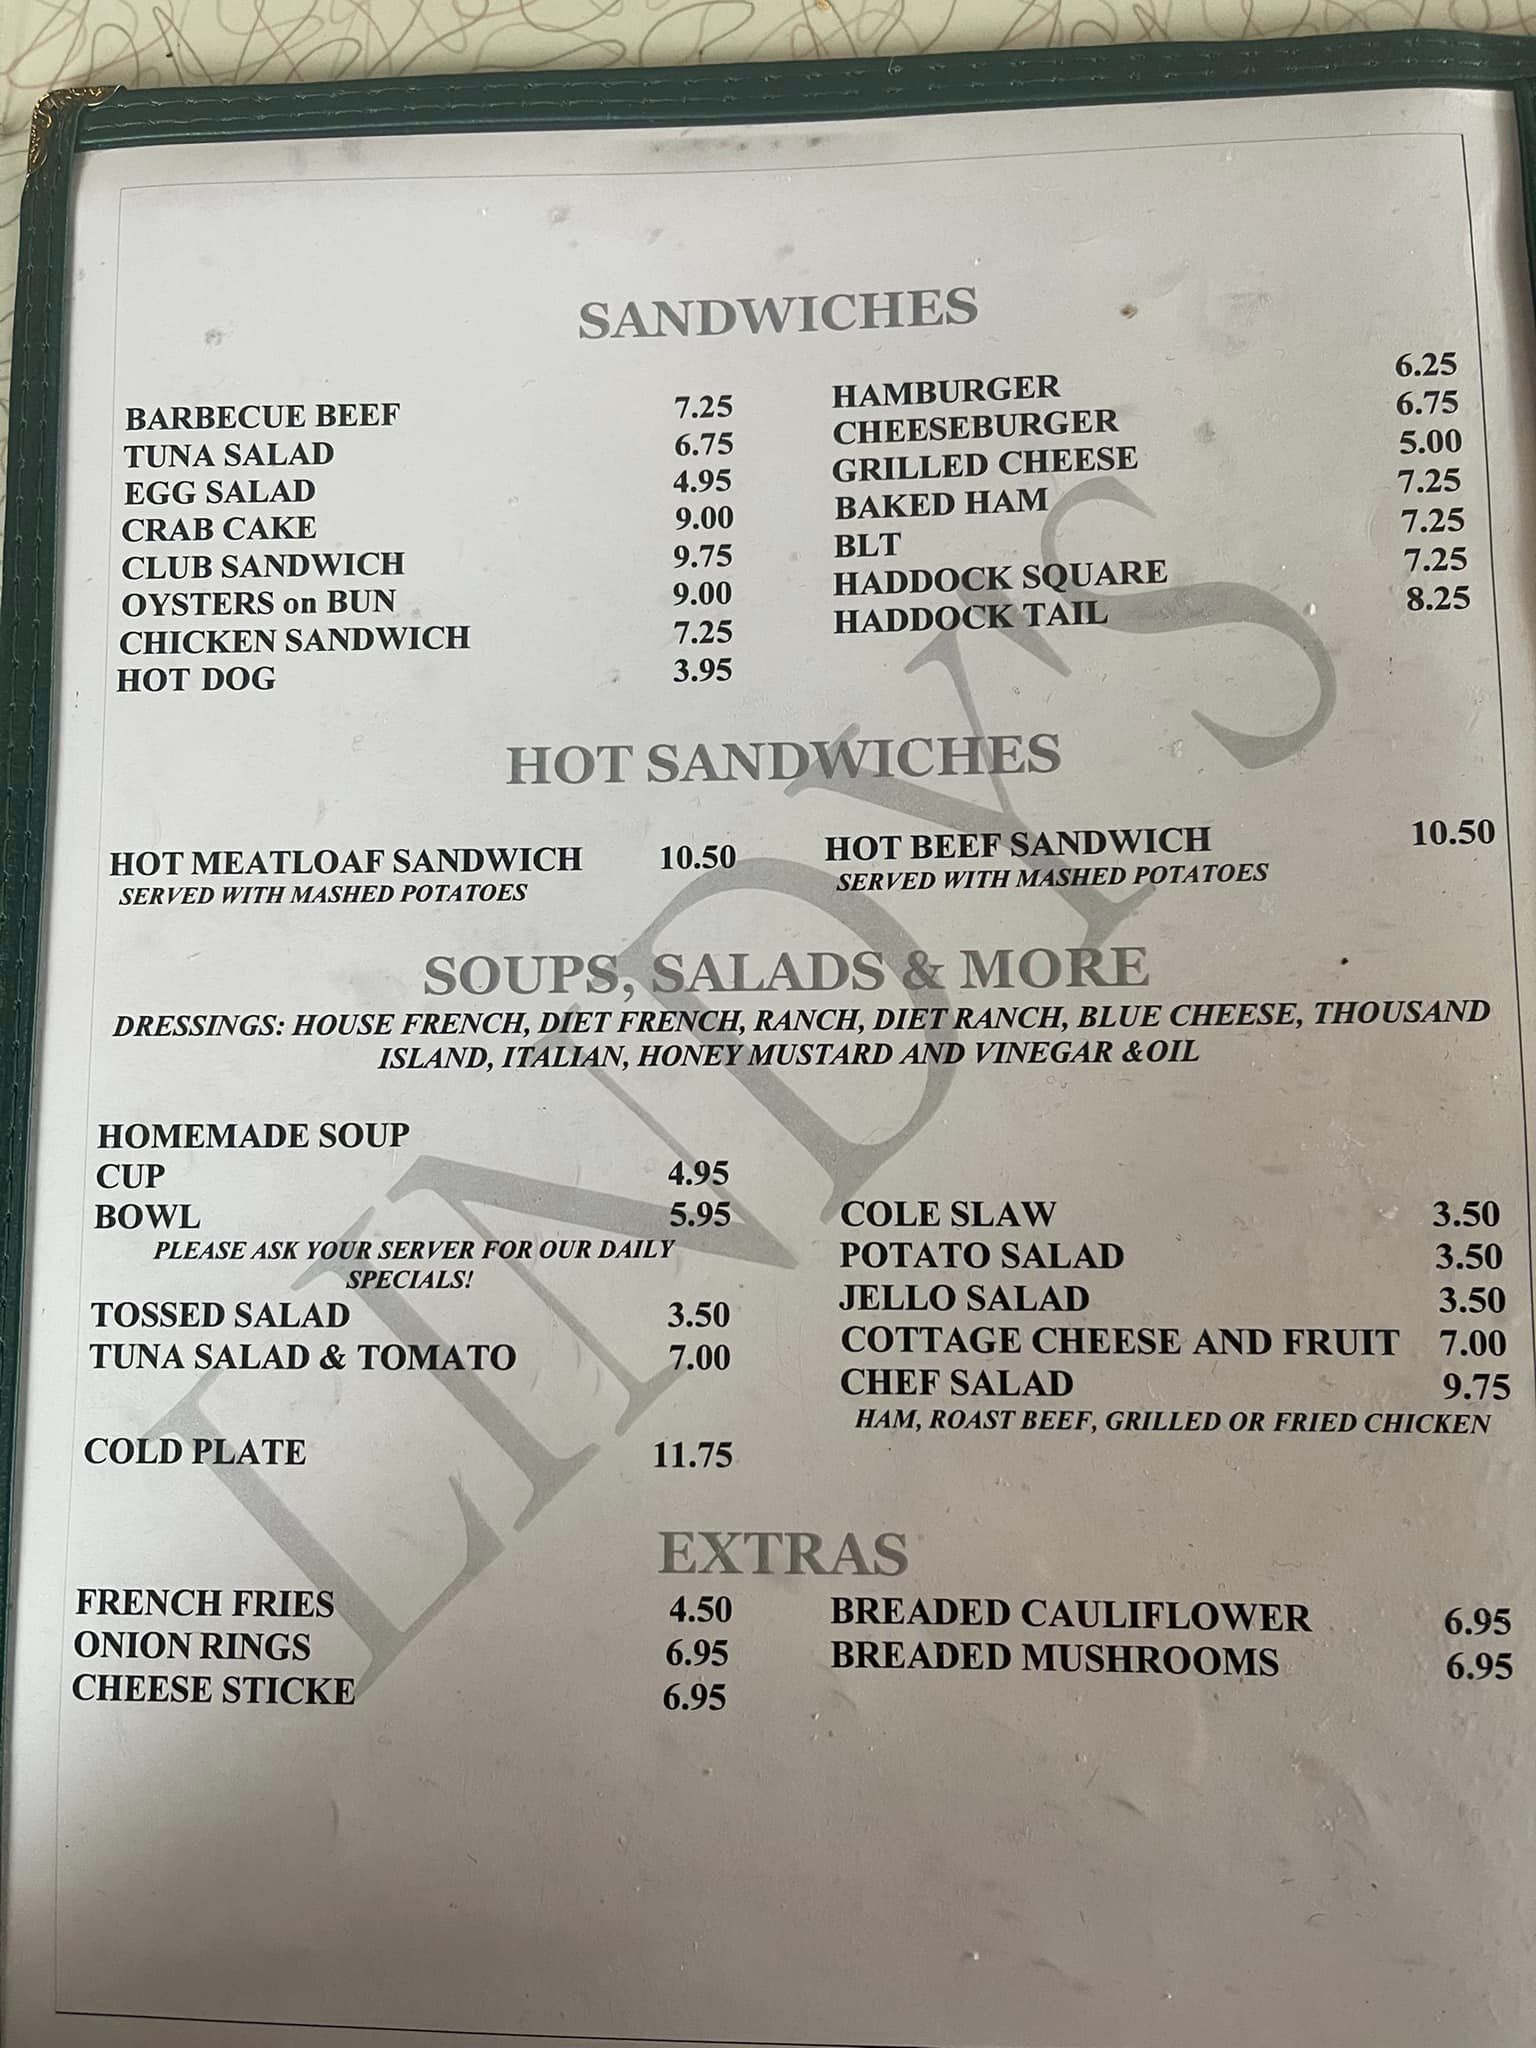 SANDWICHES
BARBECUE BEEF 7.25
TUNA SALAD 6.75
EGG SALAD 4.95
CRAB CAKE 9.00
CLUB SANDWICH 9.75
OYSTERS on BUN 9.00
CHICKEN SANDWICH 7.25
HOT DOG 3.95
HAMBURGER 6.25
CHEESEBURGER 6.75
GRILLED CHEESE 5.00
BAKED HAM 7.25
BLT 7.25
HADDOCK SQUARE 7.25
HADDOCK TAIL 8.25
HOT SANDWICHES
HOT MEATLOAF SANDWICH 10.50
SERVED WITH MASHED POTATOES
HOT BEEF SANDWICH 10.50
SERVED WITH MASHED POTATOES
SOUPS, SALADS & MORE
DRESSINGS: HOUSE FRENCH, DIET FRENCH, RANCH, DIET RANCH, BLUE CHEESE, THOUSAND
ISLAND, ITALIAN, HONEY MUSTARD AND VINEGAR &OIL
HOMEMADE SOUP
CUP 4.95
BOWL 5.95
PLEASE ASK YOUR SERVER FOR OUR DAILY
SPECIALS!
TOSSED SALAD 3.50
TUNA SALAD & TOMATO 7.00
COLD PLATE 11.75
COLE SLAW 3.50
POTATO SALAD 3.50
JELLO SALAD 3.50
COTTAGE CHEESE AND FRUIT 7.00
CHEF SALAD 9.75
HAM, ROAST BEEF, GRILLED OR FRIED CHICKEN
EXTRAS
FRENCH FRIES 4.50
ONION RINGS 6.95
CHEESE STICKE 6.95
BREADED CAULIFLOWER 6.95
BREADED MUSHROOMS 6.95
LINDY'S